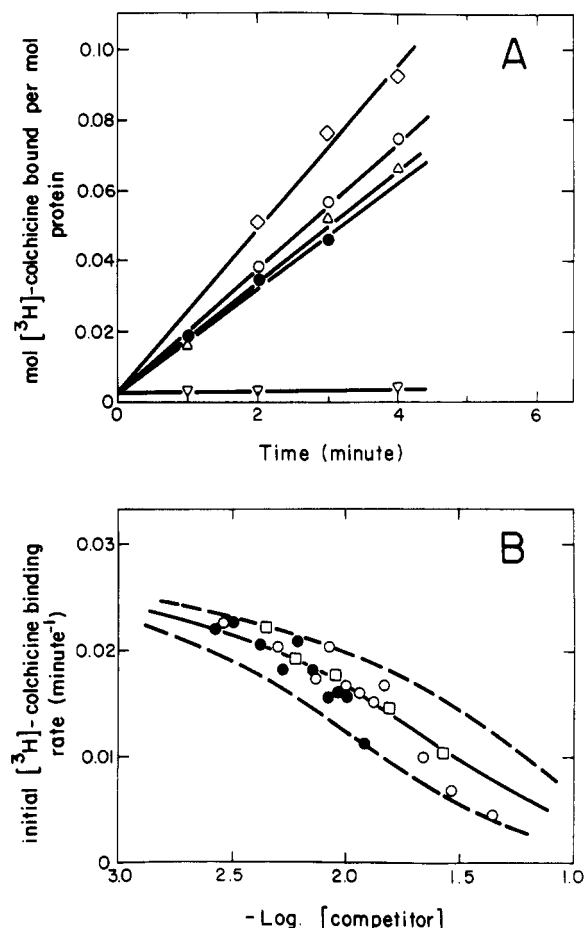 A
mol [³H]-colchicine bound per mol
protein
0.10
0.08
0.06
0.04
0.02
0
0 2 4 6
Time (minute)
B
initial [³H]-colchicine binding
rate (minute⁻¹)
0.03
0.02
0.01
0
3.0 2.5 2.0 1.5 1.0
-Log. [competitor]